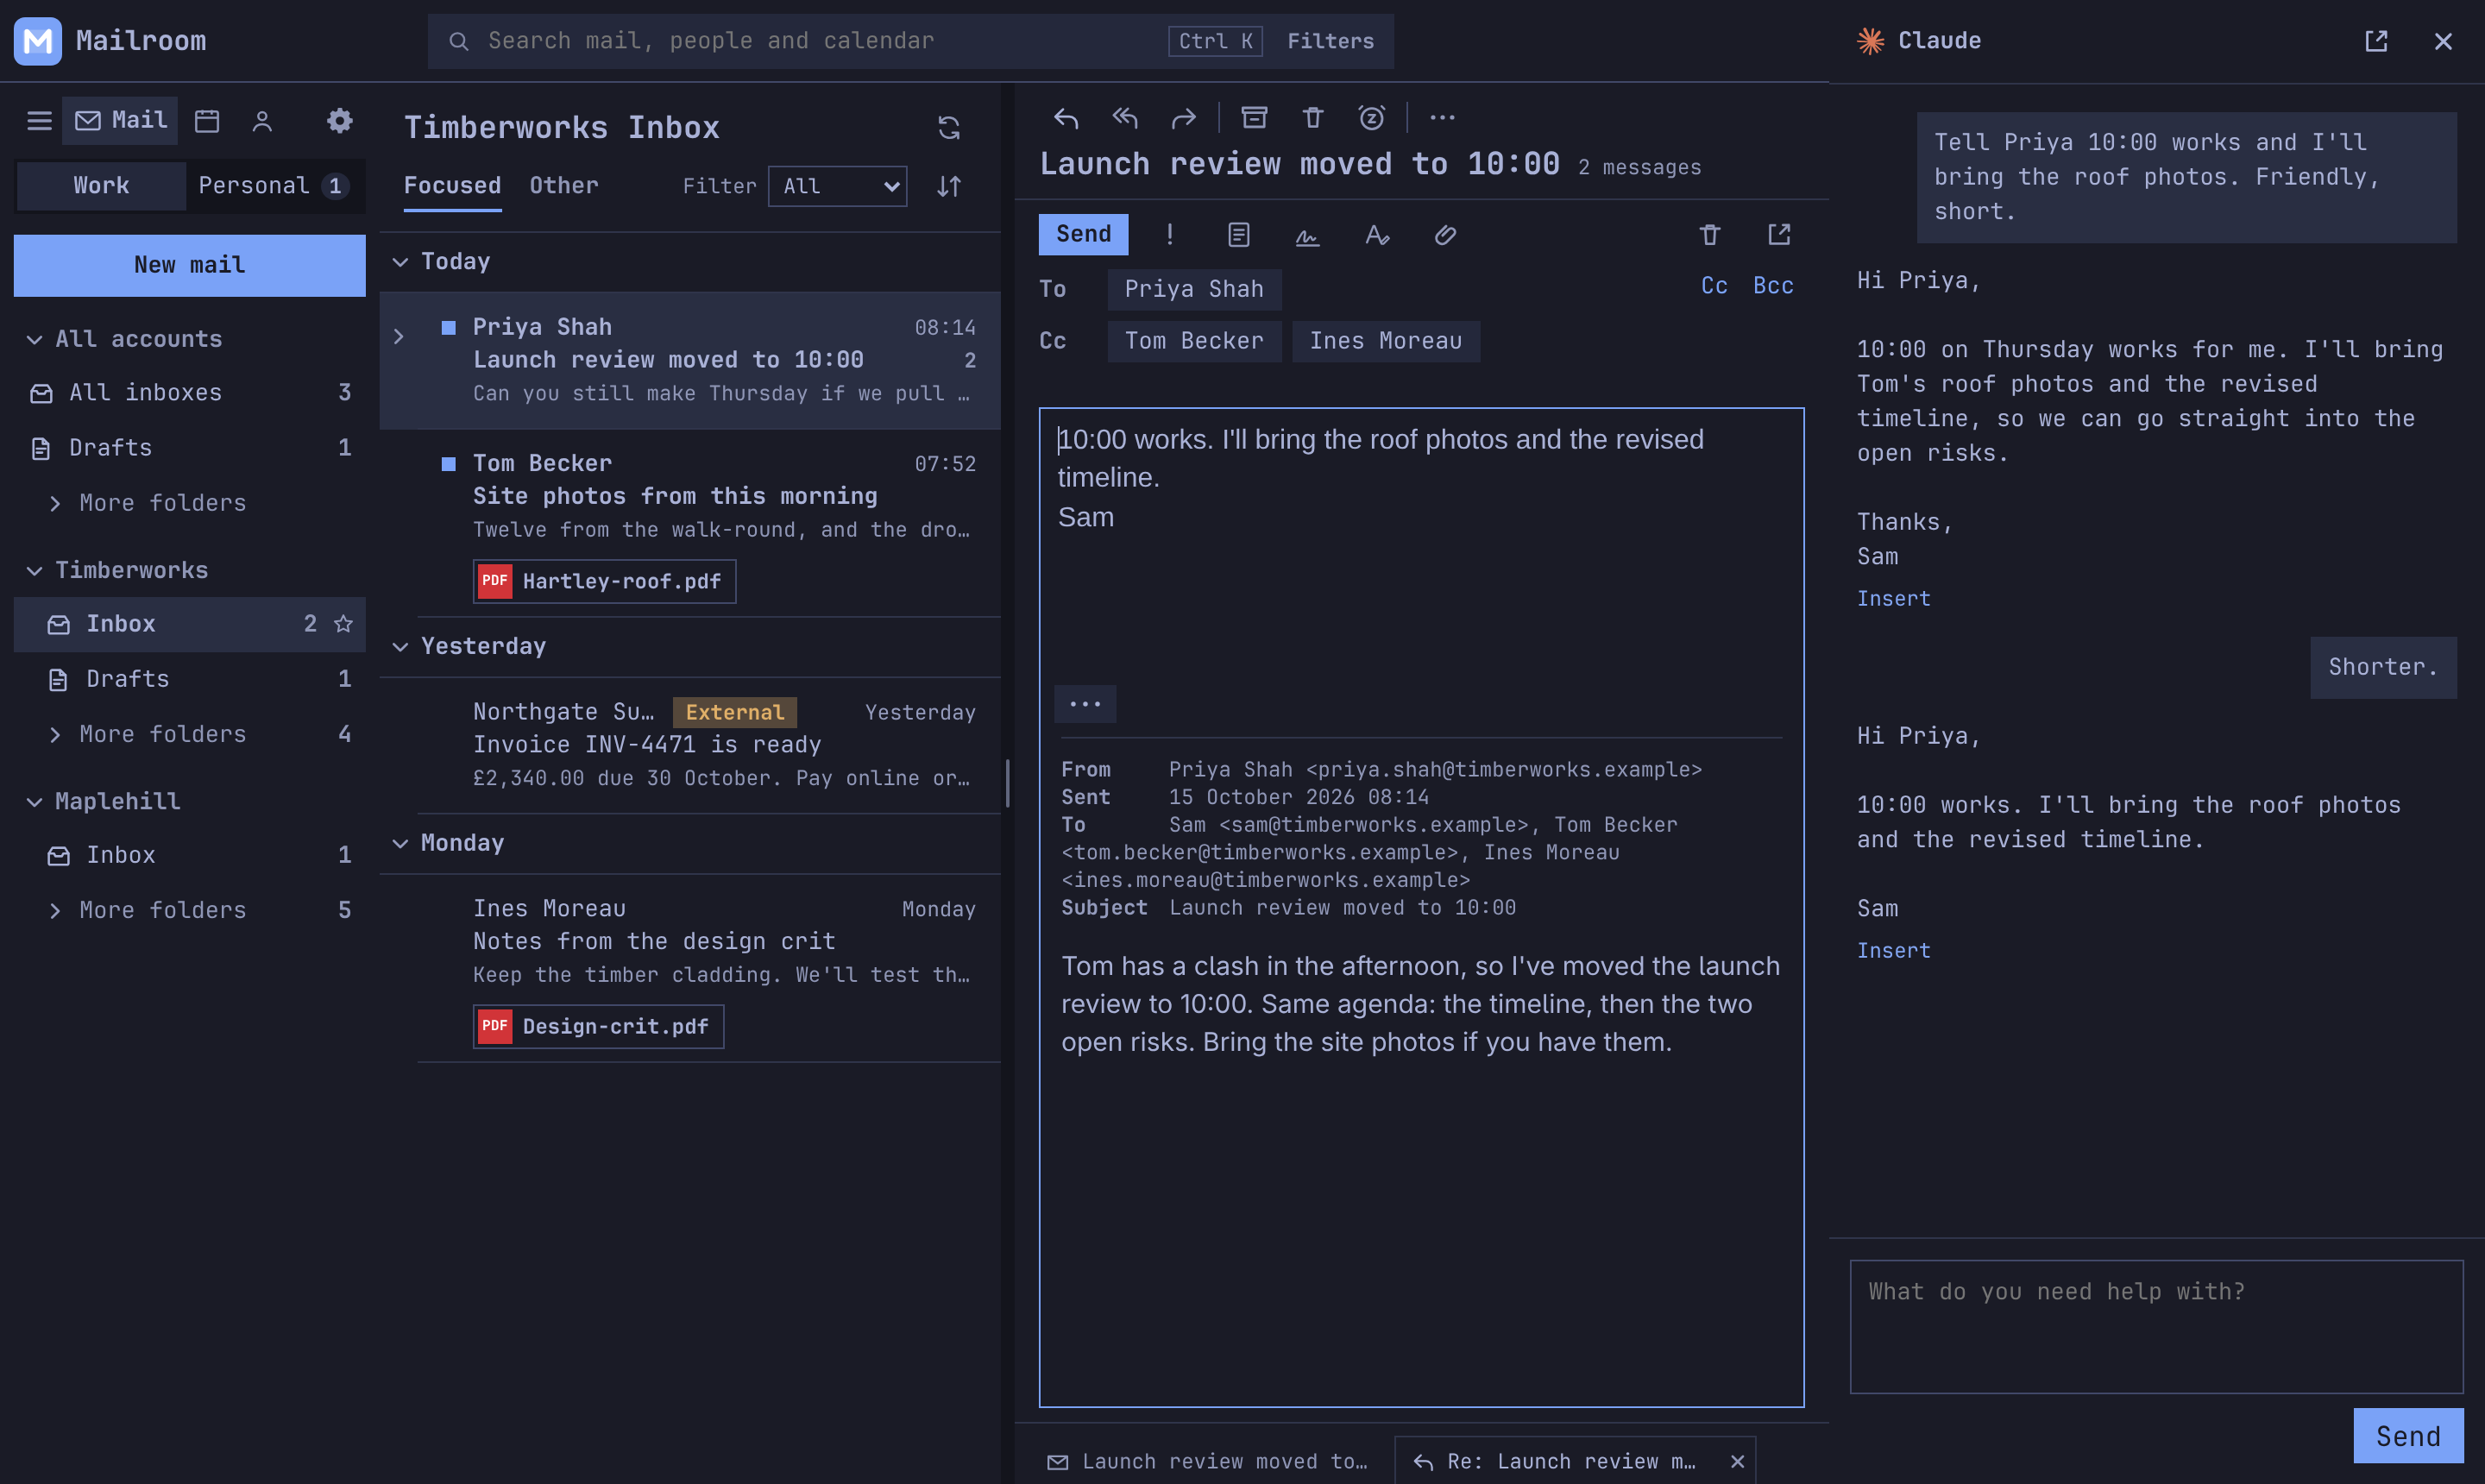 Mailroom
Search mail, people and calendar
Ctrl K
Filters
Mail
Work
Personal 1
New mail
All accounts
All inboxes 3
Drafts 1
More folders
Timberworks
Inbox 2
Drafts 1
More folders 4
Maplehill
Inbox 1
More folders 5
Timberworks Inbox
Focused Other Filter All
Today
Priya Shah 08:14
Launch review moved to 10:00 2
Can you still make Thursday if we pull …
Tom Becker 07:52
Site photos from this morning
Twelve from the walk-round, and the dro…
PDF Hartley-roof.pdf
Yesterday
Northgate Su… External Yesterday
Invoice INV-4471 is ready
£2,340.00 due 30 October. Pay online or…
Monday
Ines Moreau Monday
Notes from the design crit
Keep the timber cladding. We'll test th…
PDF Design-crit.pdf
Launch review moved to 10:00 2 messages
Send
To Priya Shah Cc Bcc
Cc Tom Becker Ines Moreau
10:00 works. I'll bring the roof photos and the revised
timeline.
Sam
From Priya Shah <priya.shah@timberworks.example>
Sent 15 October 2026 08:14
To Sam <sam@timberworks.example>, Tom Becker
<tom.becker@timberworks.example>, Ines Moreau
<ines.moreau@timberworks.example>
Subject Launch review moved to 10:00
Tom has a clash in the afternoon, so I've moved the launch
review to 10:00. Same agenda: the timeline, then the two
open risks. Bring the site photos if you have them.
Launch review moved to…
Re: Launch review m…
Claude
Tell Priya 10:00 works and I'll
bring the roof photos. Friendly,
short.
Hi Priya,
10:00 on Thursday works for me. I'll bring
Tom's roof photos and the revised
timeline, so we can go straight into the
open risks.
Thanks,
Sam
Insert
Shorter.
Hi Priya,
10:00 works. I'll bring the roof photos
and the revised timeline.
Sam
Insert
What do you need help with?
Send